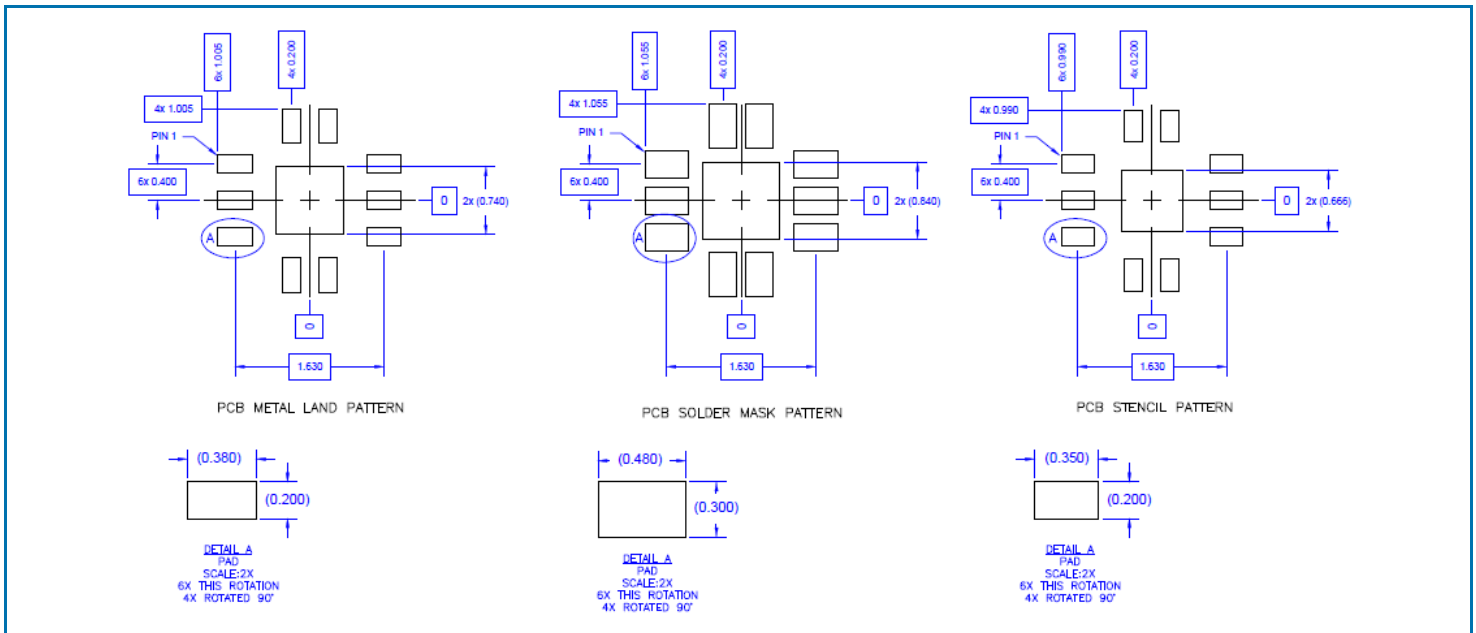 6x 1.005
4x 0.200
4x 1.005
PIN 1
6x 0.400
0
2x (0.740)
A
0
1.630
PCB METAL LAND PATTERN
(0.380)
(0.200)
DETAIL A
PAD
SCALE:2X
6X THIS ROTATION
4X ROTATED 90°
6x 1.055
4x 0.200
4x 1.055
PIN 1
6x 0.400
0
2x (0.840)
A
0
1.630
PCB SOLDER MASK PATTERN
(0.480)
(0.300)
DETAIL A
PAD
SCALE:2X
6X THIS ROTATION
4X ROTATED 90°
6x 0.990
4x 0.200
4x 0.990
PIN 1
6x 0.400
0
2x (0.666)
A
0
1.630
PCB STENCIL PATTERN
(0.350)
(0.200)
DETAIL A
PAD
SCALE:2X
6X THIS ROTATION
4X ROTATED 90°